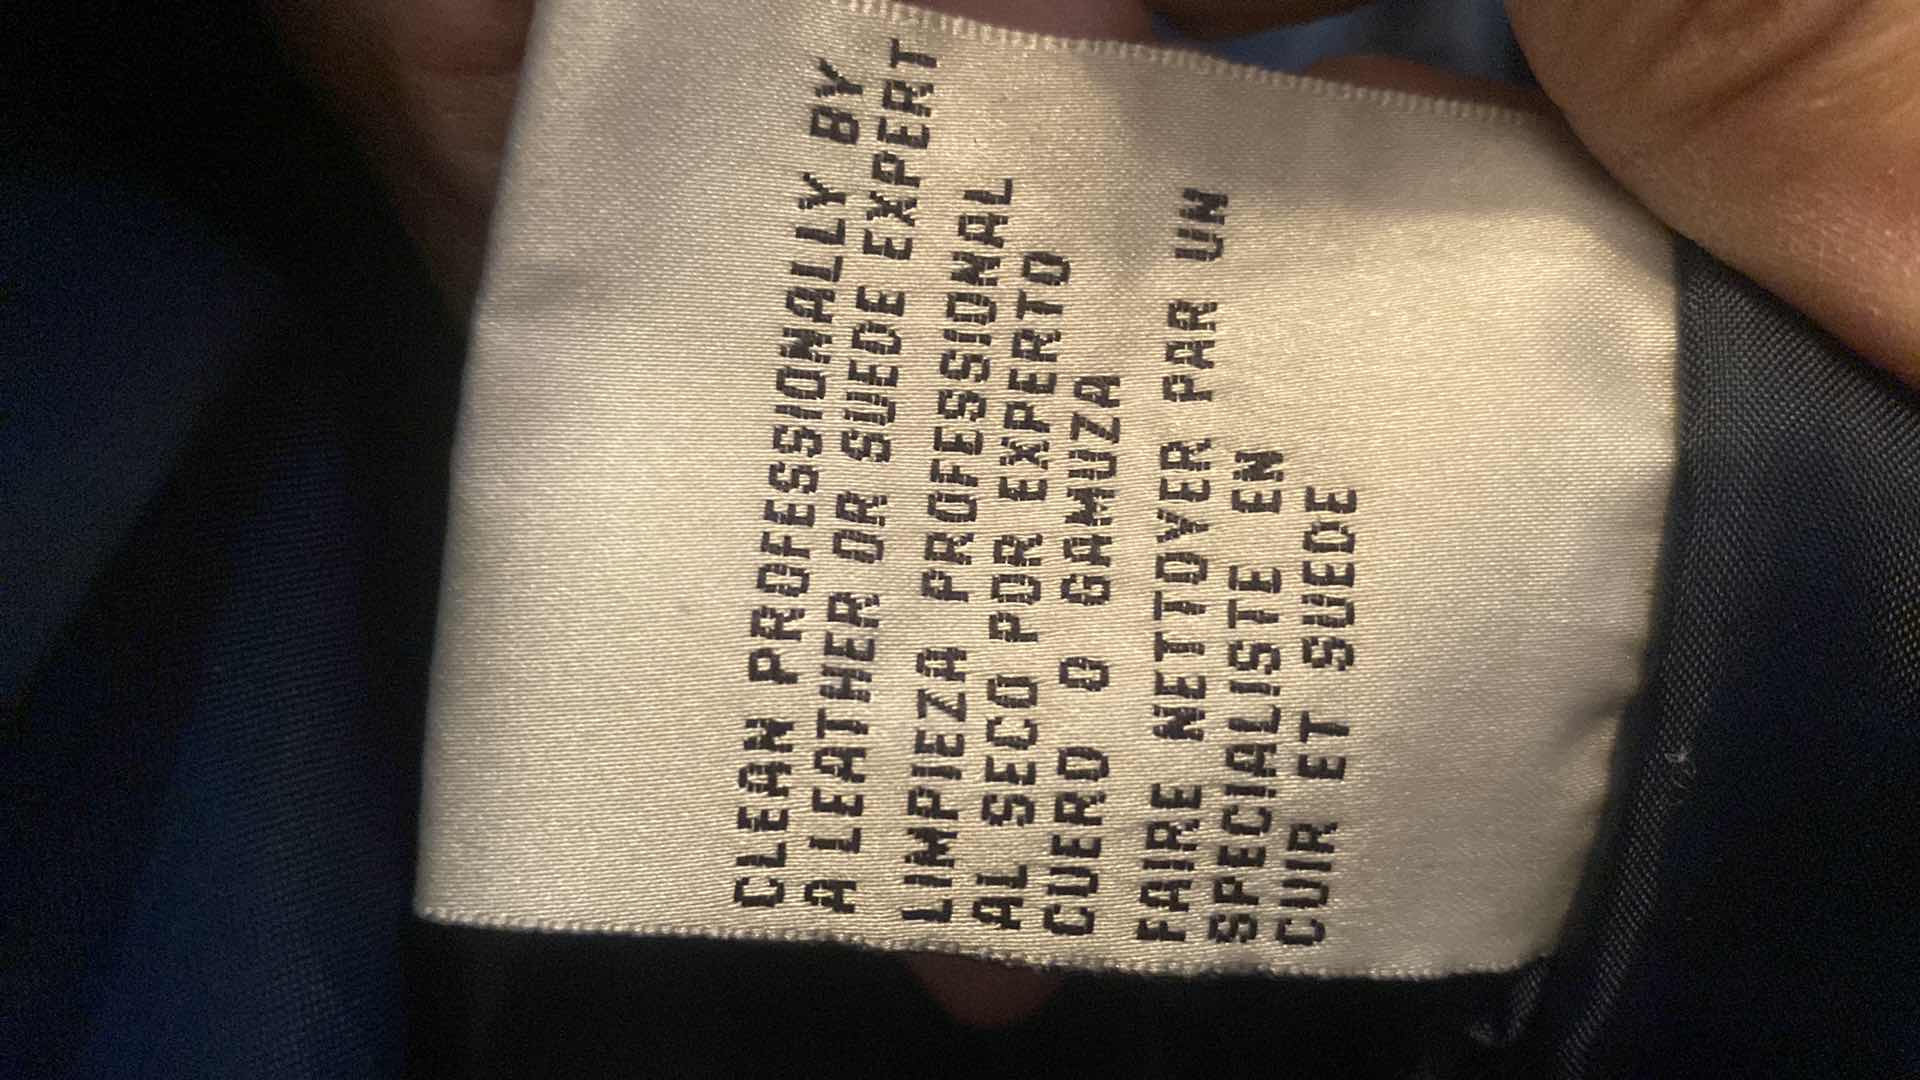 CLEAN PROFESSIONALLY BY
A LEATHER OR SUEDE EXPERT
LIMPIEZA PROFESSIONAL
AL SECO POR EXPERTO
CUERO O GAMUZA
FAIRE NETTOYER PAR UN
SPECIALISTE EN
CUIR ET SUEDE